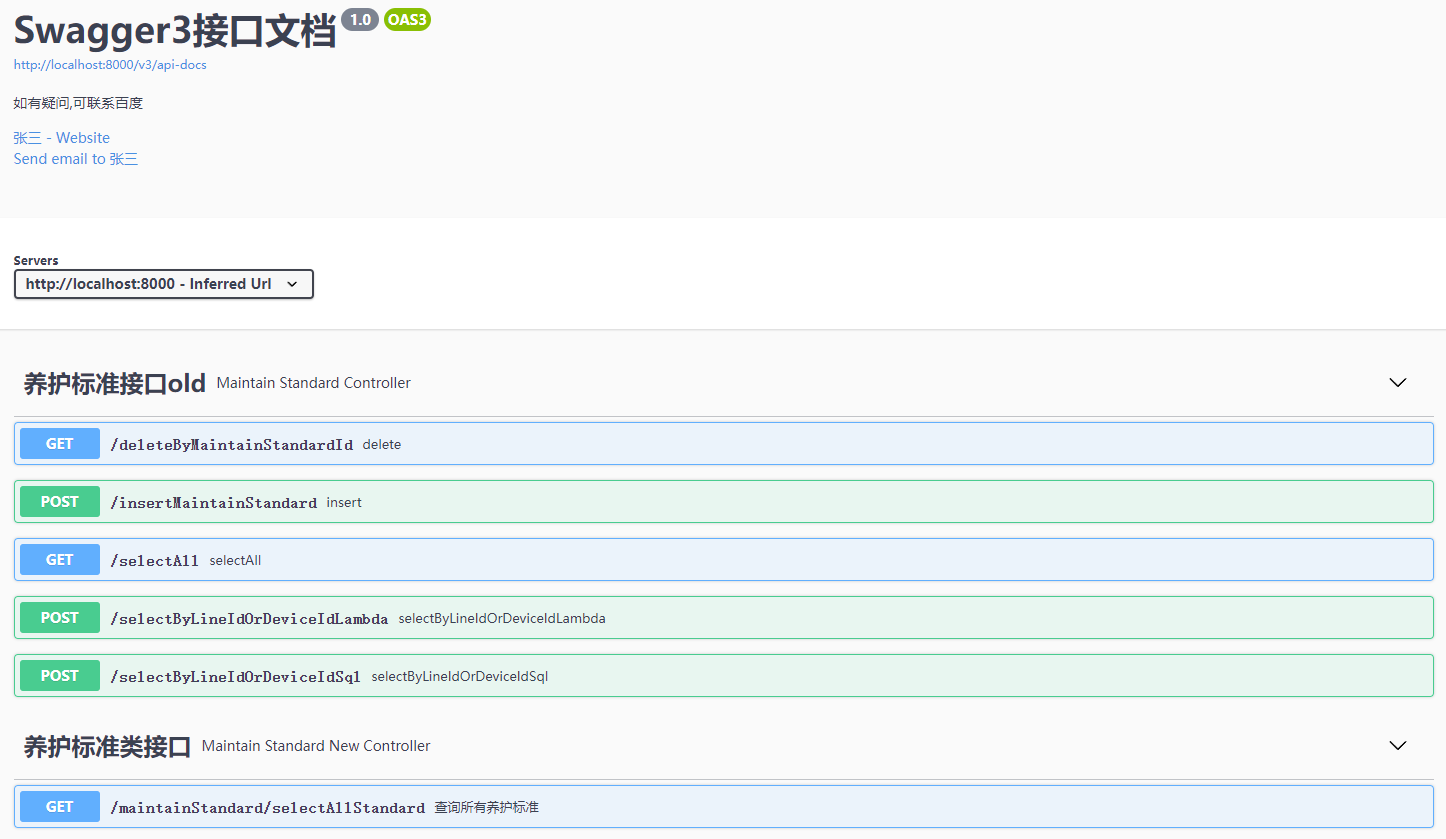 Swagger3接口文档 1.0 OAS3
http://localhost:8000/v3/api-docs
如有疑问,可联系百度
张三 - Website
Send email to 张三
Servers
http://localhost:8000 - Inferred Url
养护标准接口old Maintain Standard Controller
GET /deleteByMaintainStandardId delete
POST /insertMaintainStandard insert
GET /selectAll selectAll
POST /selectByLineIdOrDeviceIdLambda selectByLineIdOrDeviceIdLambda
POST /selectByLineIdOrDeviceIdSql selectByLineIdOrDeviceIdSql
养护标准类接口 Maintain Standard New Controller
GET /maintainStandard/selectAllStandard 查询所有养护标准